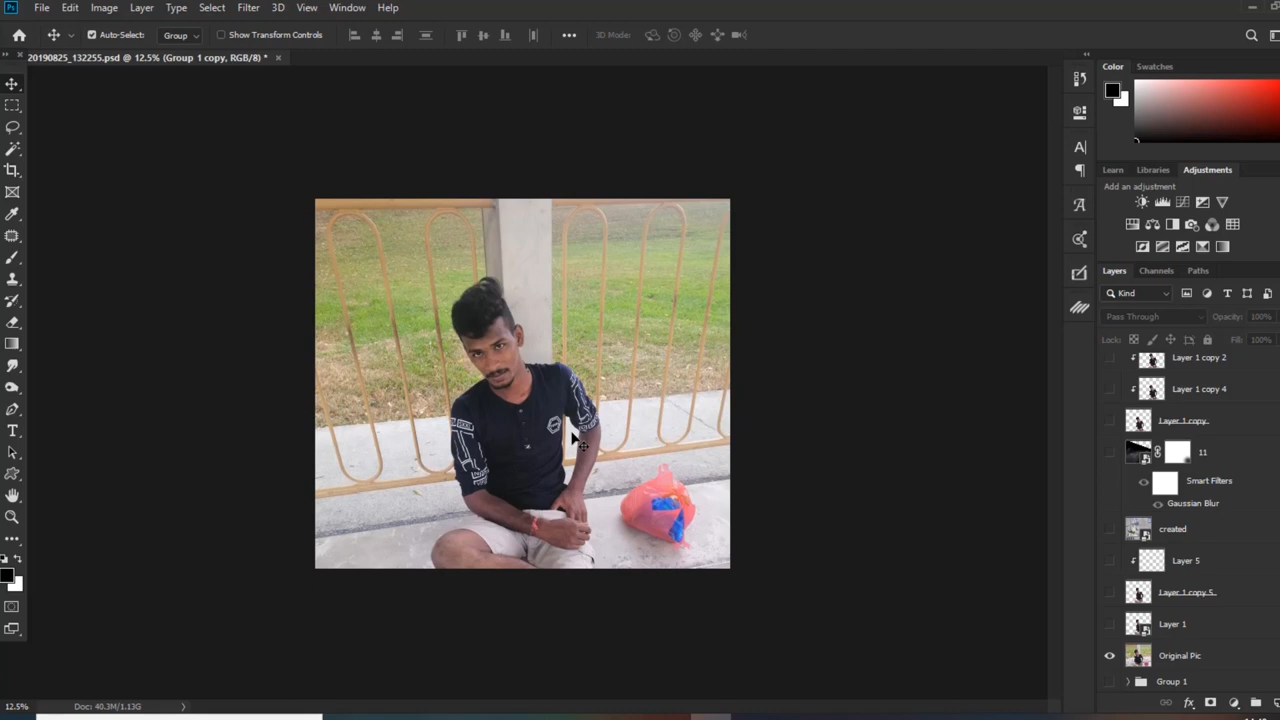 Ps File Edit Image Layer Type Select Filter 3D View Window Help
Auto-Select: Group Show Transform Controls 3D Mode:
20190825_132255.psd @ 12.5% (Group 1 copy, RGB/8) *
Color Swatches
Learn Libraries Adjustments
Add an adjustment
Layers Channels Paths
Kind
Pass Through Opacity: 100%
Lock: Fill: 100%
Layer 1 copy 2
Layer 1 copy 4
Layer 1 copy
11
Smart Filters
Gaussian Blur
created
Layer 5
Layer 1 copy 5
Layer 1
Original Pic
Group 1
12.5% Doc: 40.3M/1.13G